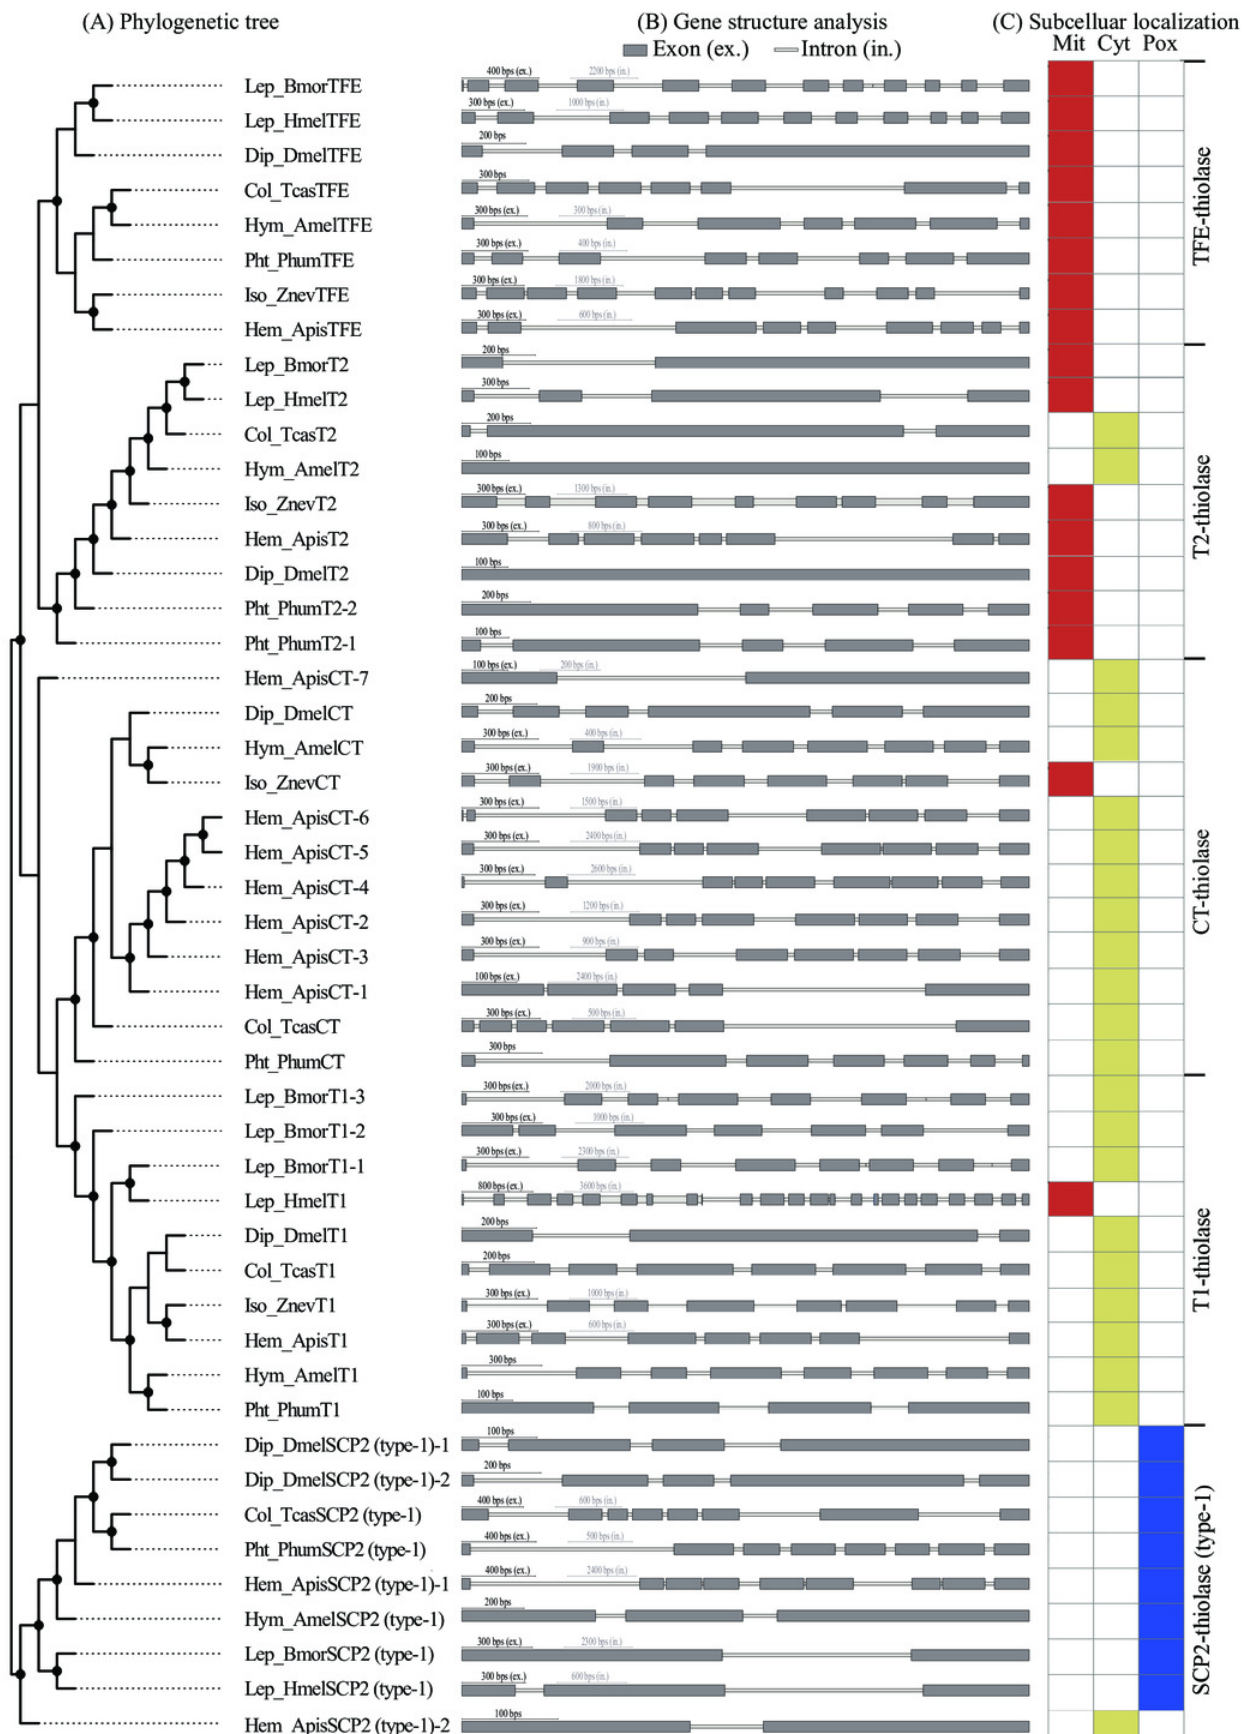 (A) Phylogenetic tree (B) Gene structure analysis (C) Subcelluar localization
Exon (ex.) Intron (in.) Mit Cyt Pox
Lep_BmorTFE 400 bps (ex.) 2200 bps (in.)
Lep_HmelTFE 300 bps (ex.) 1000 bps (in.)
Dip_DmelTFE 200 bps
Col_TcasTFE 300 bps
Hym_AmelTFE 300 bps (ex.) 300 bps (in.)
Pht_PhumTFE 300 bps (ex.) 400 bps (in.)
Iso_ZnevTFE 300 bps (ex.) 1800 bps (in.)
Hem_ApisTFE 300 bps (ex.) 600 bps (in.)
TFE-thiolase
Lep_BmorT2 200 bps
Lep_HmelT2 300 bps
Col_TcasT2 200 bps
Hym_AmelT2 100 bps
Iso_ZnevT2 300 bps (ex.) 1300 bps (in.)
Hem_ApisT2 300 bps (ex.) 800 bps (in.)
Dip_DmelT2 100 bps
Pht_PhumT2-2 200 bps
Pht_PhumT2-1 100 bps
T2-thiolase
Hem_ApisCT-7 100 bps (ex.) 200 bps (in.)
Dip_DmelCT 200 bps
Hym_AmelCT 300 bps (ex.) 400 bps (in.)
Iso_ZnevCT 300 bps (ex.) 1900 bps (in.)
Hem_ApisCT-6 300 bps (ex.) 1500 bps (in.)
Hem_ApisCT-5 300 bps (ex.) 2400 bps (in.)
Hem_ApisCT-4 300 bps (ex.) 2600 bps (in.)
Hem_ApisCT-2 300 bps (ex.) 1200 bps (in.)
Hem_ApisCT-3 300 bps (ex.) 900 bps (in.)
Hem_ApisCT-1 100 bps (ex.) 2400 bps (in.)
Col_TcasCT 300 bps (ex.) 500 bps (in.)
Pht_PhumCT 300 bps
CT-thiolase
Lep_BmorT1-3 300 bps (ex.) 2000 bps (in.)
Lep_BmorT1-2 300 bps (ex.) 1000 bps (in.)
Lep_BmorT1-1 300 bps (ex.) 2300 bps (in.)
Lep_HmelT1 800 bps (ex.) 3600 bps (in.)
Dip_DmelT1 200 bps
Col_TcasT1 200 bps
Iso_ZnevT1 300 bps (ex.) 1000 bps (in.)
Hem_ApisT1 300 bps (ex.) 600 bps (in.)
Hym_AmelT1 300 bps
Pht_PhumT1 100 bps
T1-thiolase
Dip_DmelSCP2 (type-1)-1 100 bps
Dip_DmelSCP2 (type-1)-2 200 bps
Col_TcasSCP2 (type-1) 400 bps (ex.) 600 bps (in.)
Pht_PhumSCP2 (type-1) 400 bps (ex.) 500 bps (in.)
Hem_ApisSCP2 (type-1)-1 400 bps (ex.) 2400 bps (in.)
Hym_AmelSCP2 (type-1) 200 bps
Lep_BmorSCP2 (type-1) 300 bps (ex.) 2300 bps (in.)
Lep_HmelSCP2 (type-1) 300 bps (ex.) 600 bps (in.)
Hem_ApisSCP2 (type-1)-2 100 bps
SCP2-thiolase (type-1)